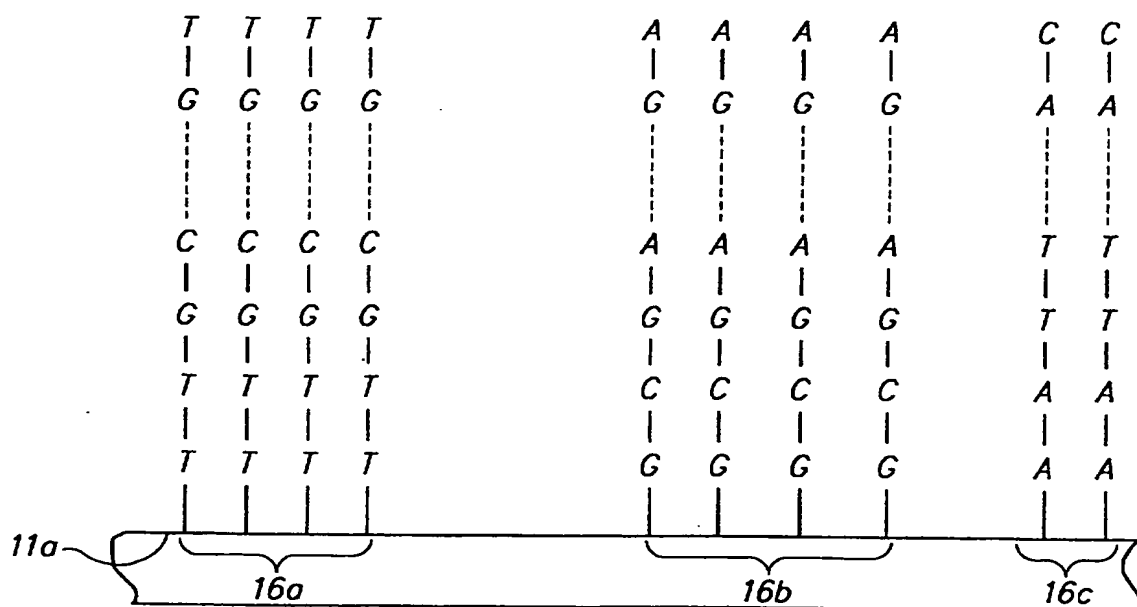 T T T T A A A A C C
G G G G G G G G A A
C C C C A A A A T T
G G G G G G G G T T
T T T T C C C C A A
T T T T G G G G A A
11a
16a 16b 16c